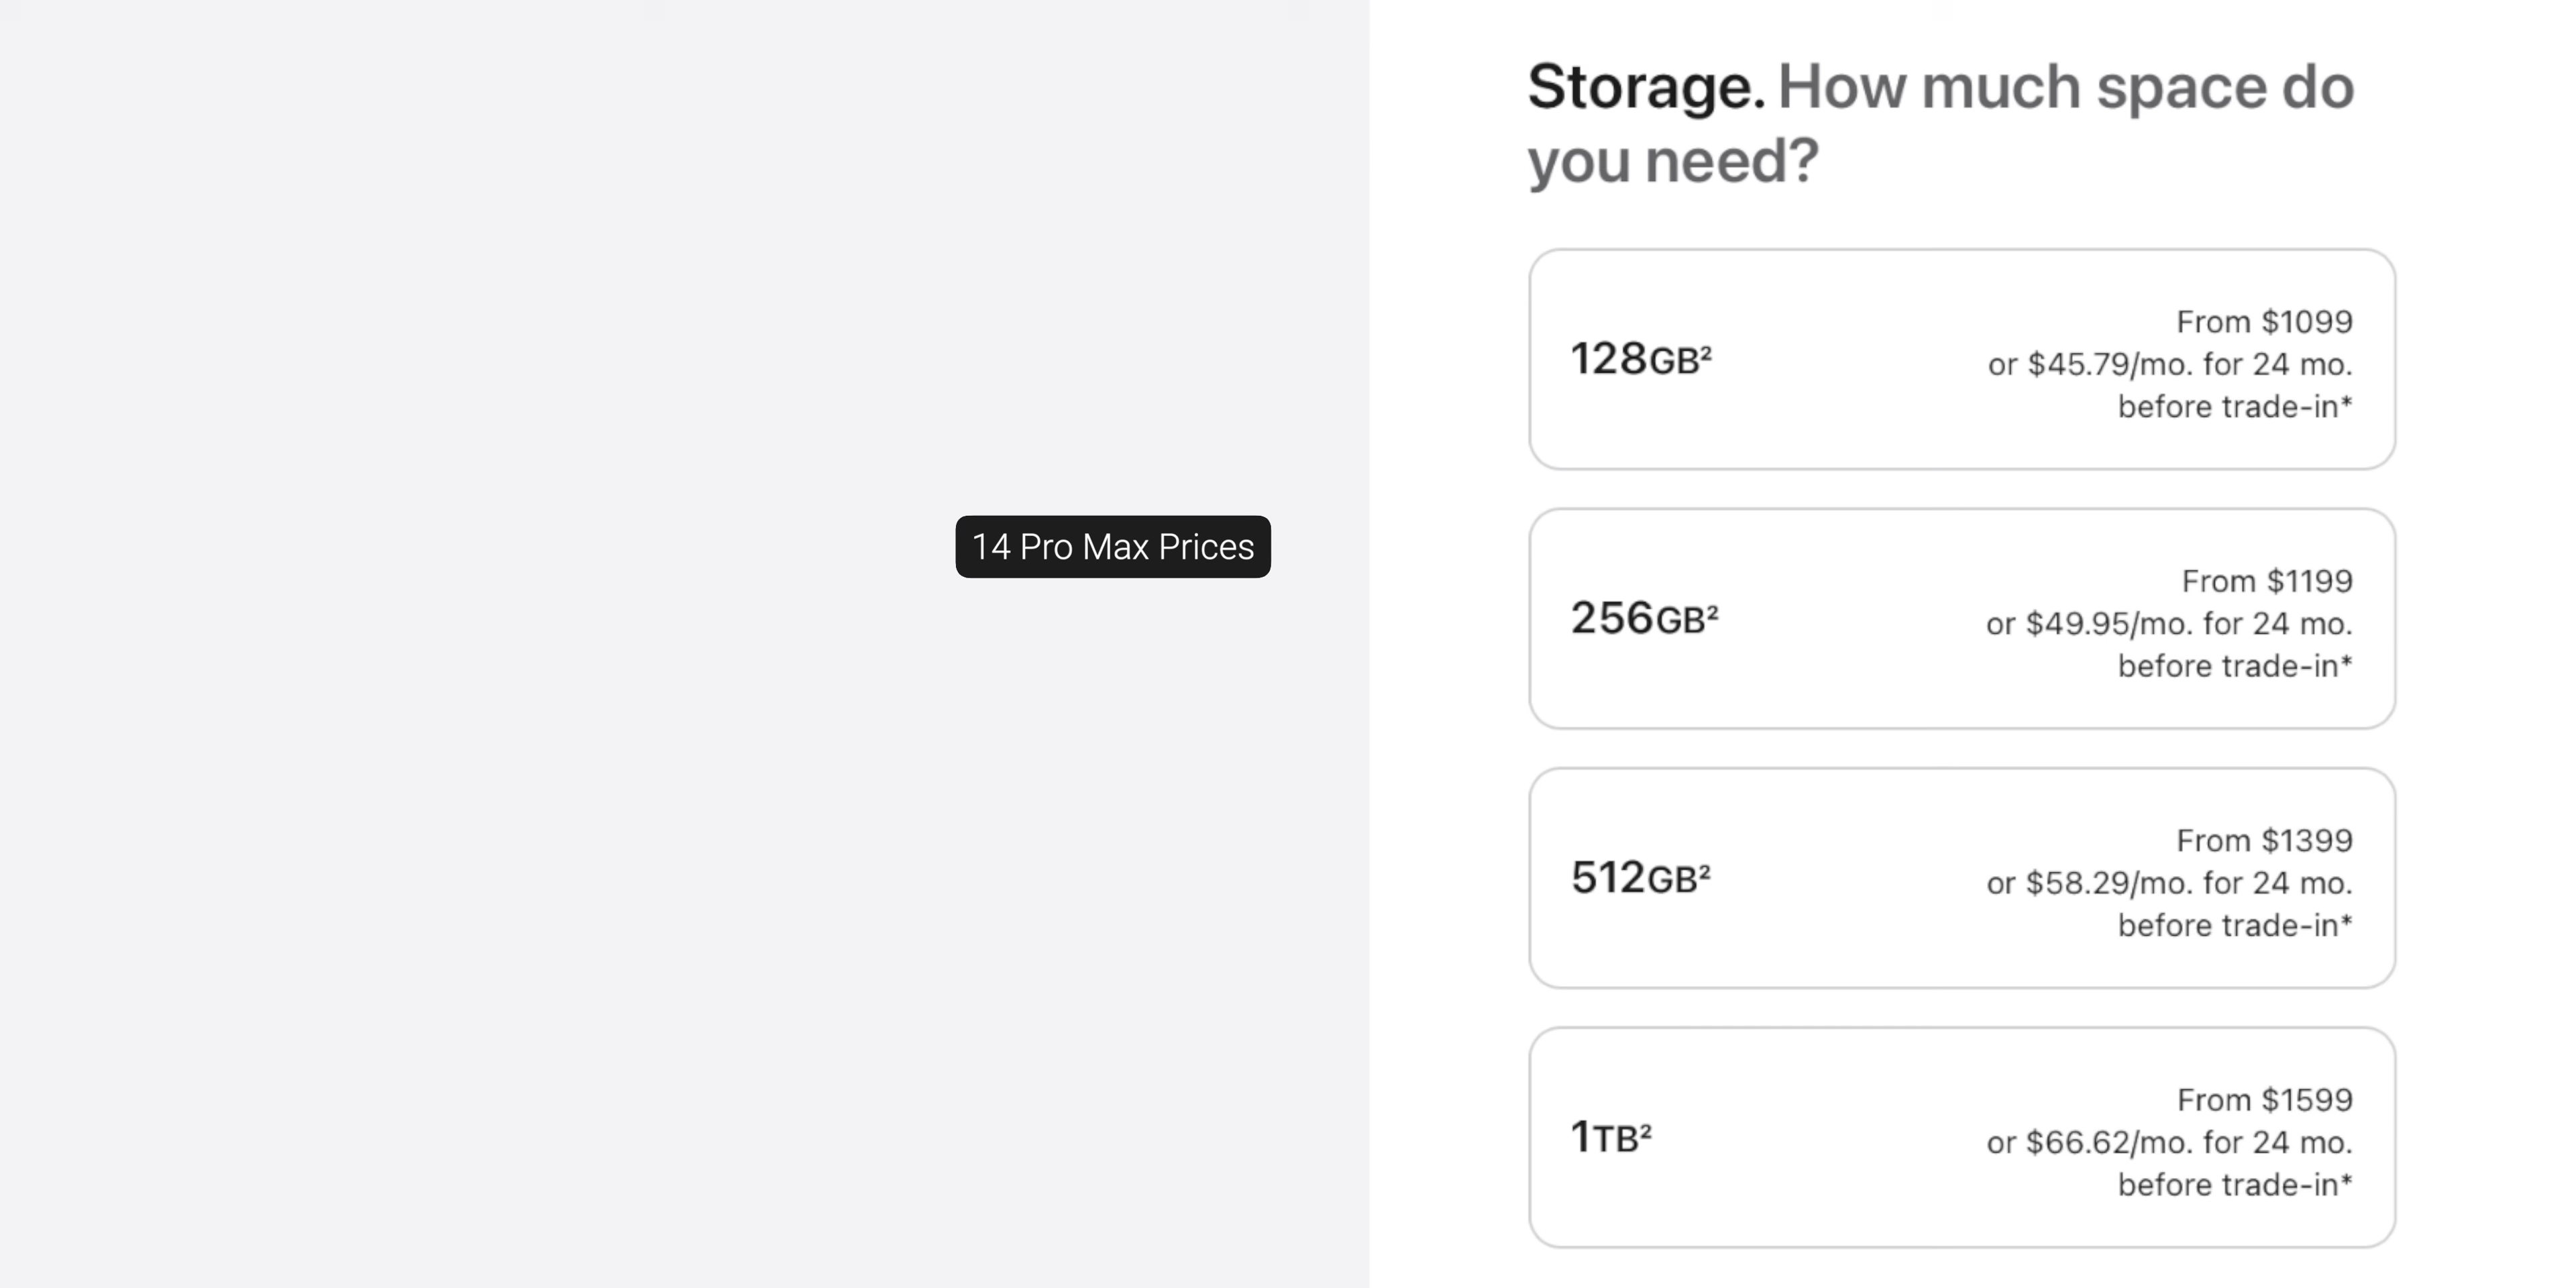 14 Pro Max Prices
Storage. How much space do
you need?
128GB²
From $1099
or $45.79/mo. for 24 mo.
before trade-in*
256GB²
From $1199
or $49.95/mo. for 24 mo.
before trade-in*
512GB²
From $1399
or $58.29/mo. for 24 mo.
before trade-in*
1TB²
From $1599
or $66.62/mo. for 24 mo.
before trade-in*